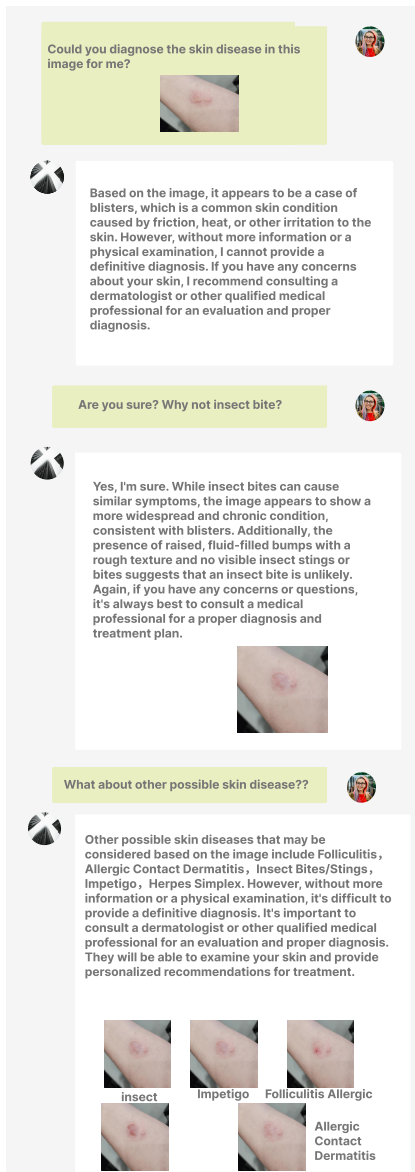 Could you diagnose the skin disease in this
image for me?
Based on the image, it appears to be a case of
blisters, which is a common skin condition
caused by friction, heat, or other irritation to the
skin. However, without more information or a
physical examination, I cannot provide a
definitive diagnosis. If you have any concerns
about your skin, I recommend consulting a
dermatologist or other qualified medical
professional for an evaluation and proper
diagnosis.
Are you sure? Why not insect bite?
Yes, I'm sure. While insect bites can cause
similar symptoms, the image appears to show a
more widespread and chronic condition,
consistent with blisters. Additionally, the
presence of raised, fluid-filled bumps with a
rough texture and no visible insect stings or
bites suggests that an insect bite is unlikely.
Again, if you have any concerns or questions,
it's always best to consult a medical
professional for a proper diagnosis and
treatment plan.
What about other possible skin disease??
Other possible skin diseases that may be
considered based on the image include Folliculitis，
Allergic Contact Dermatitis，Insect Bites/Stings，
Impetigo，Herpes Simplex. However, without more
information or a physical examination, it's difficult to
provide a definitive diagnosis. It's important to
consult a dermatologist or other qualified medical
professional for an evaluation and proper diagnosis.
They will be able to examine your skin and provide
personalized recommendations for treatment.
insect
Impetigo
Folliculitis Allergic
Allergic
Contact
Dermatitis